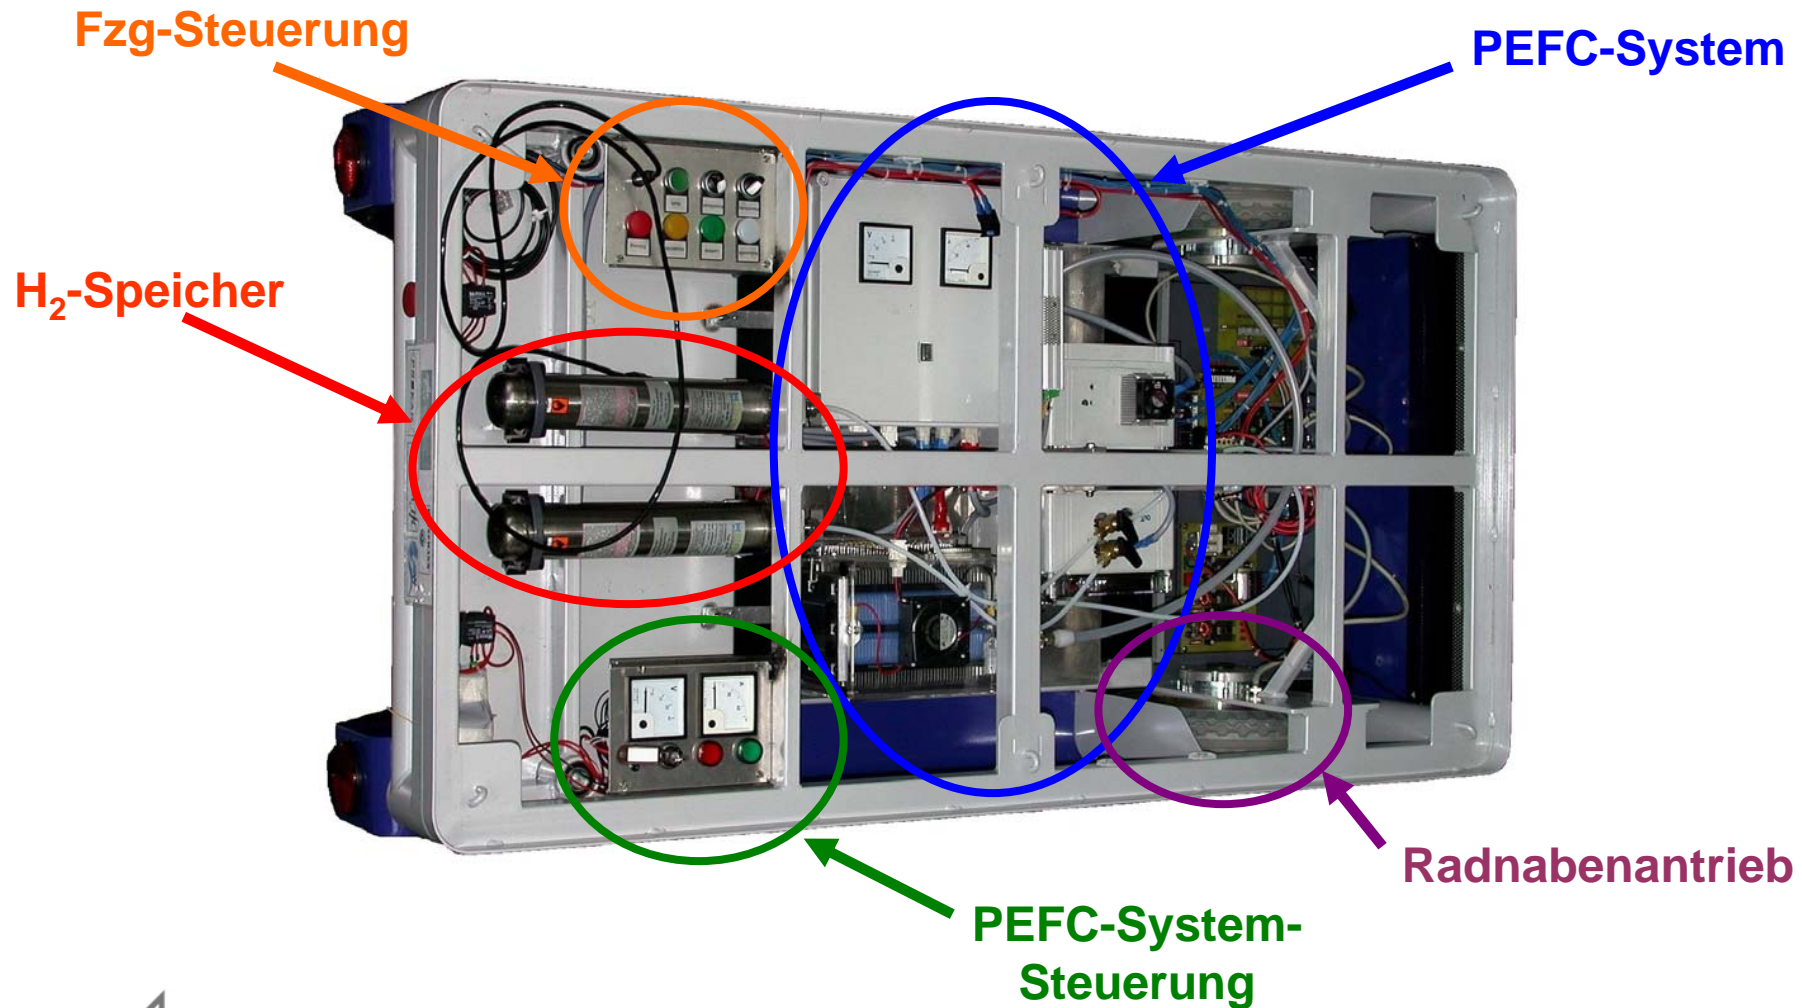 Fzg-Steuerung
PEFC-System
H₂-Speicher
V
A
V
A
Radnabenantrieb
PEFC-System-
Steuerung